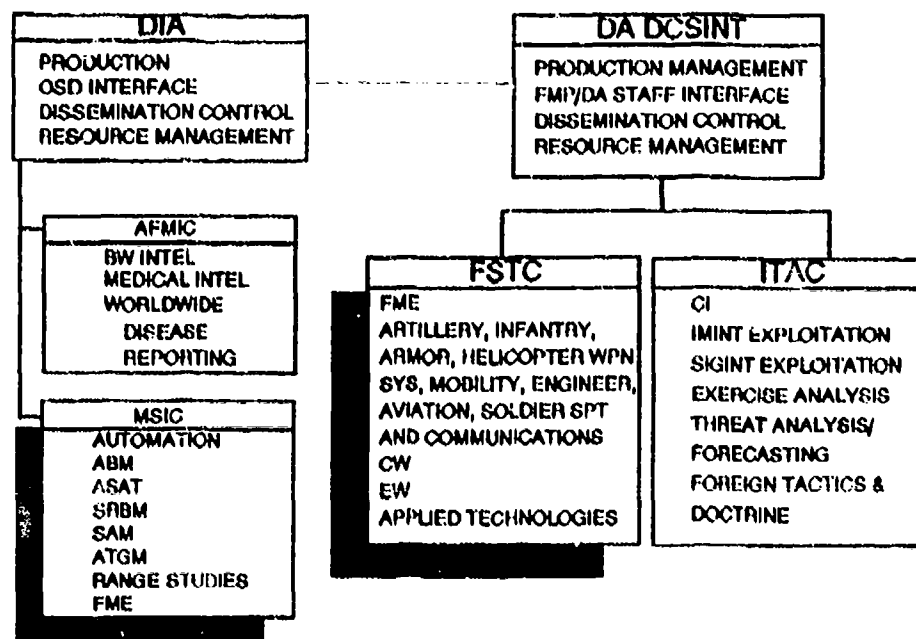 DIA
PRODUCTION
OSD INTERFACE
DISSEMINATION CONTROL
RESOURCE MANAGEMENT
DA DCSINT
PRODUCTION MANAGEMENT
FMP/DA STAFF INTERFACE
DISSEMINATION CONTROL
RESOURCE MANAGEMENT
AFMIC
BW INTEL
MEDICAL INTEL
WORLDWIDE
DISEASE
REPORTING
MSIC
AUTOMATION
ABM
ASAT
SRBM
SAM
ATGM
RANGE STUDIES
FME
FSTC
FME
ARTILLERY, INFANTRY,
ARMOR, HELICOPTER WPN
SYS, MOBILITY, ENGINEER,
AVIATION, SOLDIER SPT
AND COMMUNICATIONS
CW
EW
APPLIED TECHNOLOGIES
ITAC
CI
IMINT EXPLOITATION
SIGINT EXPLOITATION
EXERCISE ANALYSIS
THREAT ANALYSIS/
FORECASTING
FOREIGN TACTICS &
DOCTRINE